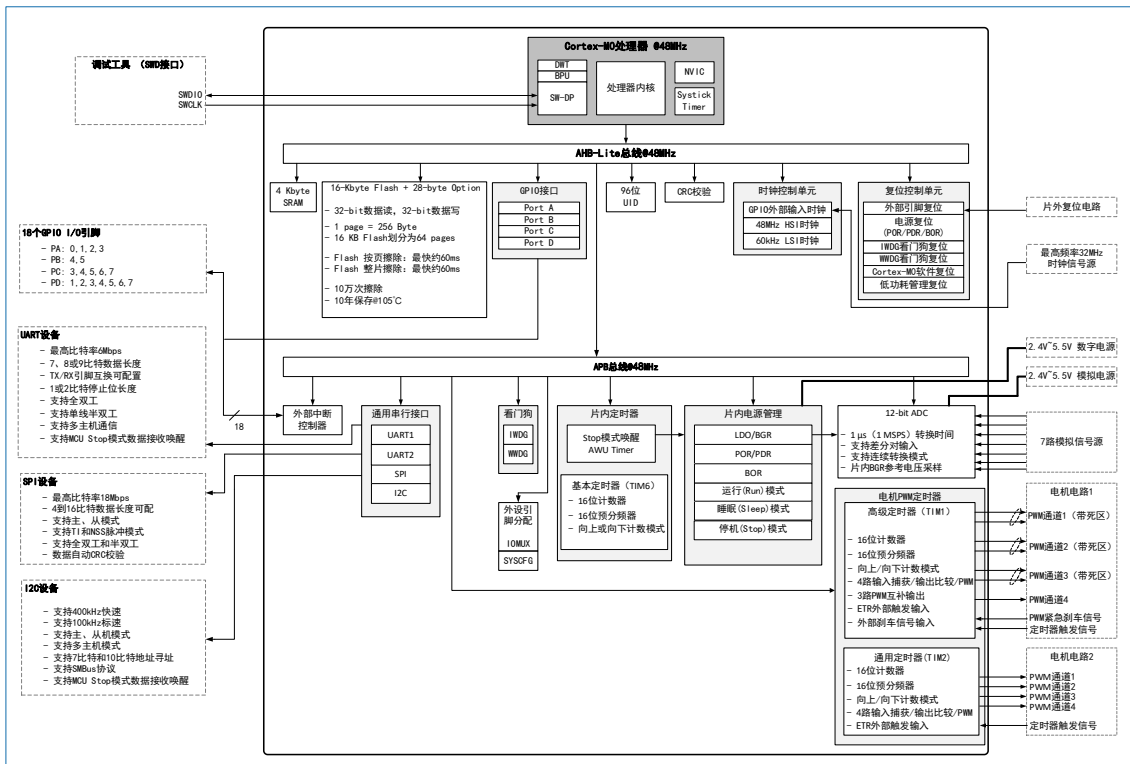 Cortex-M0处理器 @48MHz
DWT
BPU
SW-DP
处理器内核
NVIC
Systick
Timer
调试工具 （SWD接口）
SWDIO
SWCLK
AHB-Lite总线@48MHz
4 Kbyte
SRAM
16-Kbyte Flash + 28-byte Option
- 32-bit数据读，32-bit数据写
- 1 page = 256 Byte
- 16 KB Flash划分为64 pages
- Flash 按页擦除：最快约60ms
- Flash 整片擦除：最快约60ms
- 10万次擦除
- 10年保存@105℃
GPIO接口
Port A
Port B
Port C
Port D
96位
UID
CRC校验
时钟控制单元
GPIO外部输入时钟
48MHz HSI时钟
60kHz LSI时钟
复位控制单元
外部引脚复位
电源复位
(POR/PDR/BOR)
IWDG看门狗复位
WWDG看门狗复位
Cortex-M0软件复位
低功耗管理复位
片外复位电路
最高频率32MHz
时钟信号源
18个GPIO I/O引脚
- PA: 0,1,2,3
- PB: 4,5
- PC: 3,4,5,6,7
- PD: 1,2,3,4,5,6,7
UART设备
- 最高比特率6Mbps
- 7、8或9比特数据长度
- TX/RX引脚互换可配置
- 1或2比特停止位长度
- 支持全双工
- 支持单线半双工
- 支持多主机通信
- 支持MCU Stop模式数据接收唤醒
SPI设备
- 最高比特率18Mbps
- 4到16比特数据长度可配
- 支持主、从模式
- 支持TI和NSS脉冲模式
- 支持全双工和半双工
- 数据自动CRC校验
I2C设备
- 支持400kHz快速
- 支持100kHz标速
- 支持主、从机模式
- 支持多主机模式
- 支持7比特和10比特地址寻址
- 支持SMBus协议
- 支持MCU Stop模式数据接收唤醒
APB总线@48MHz
18
外部中断
控制器
通用串行接口
UART1
UART2
SPI
I2C
看门狗
IWDG
WWDG
外设引
脚分配
IOMUX
SYSCFG
片内定时器
Stop模式唤醒
AWU Timer
基本定时器（TIM6）
- 16位计数器
- 16位预分频器
- 向上或向下计数模式
片内电源管理
LDO/BGR
POR/PDR
BOR
运行(Run)模式
睡眠(Sleep)模式
停机(Stop)模式
12-bit ADC
- 1 μs（1 MSPS）转换时间
- 支持差分对输入
- 支持连续转换模式
- 片内BGR参考电压采样
2.4V~5.5V 数字电源
2.4V~5.5V 模拟电源
7路模拟信号源
电机PWM定时器
高级定时器（TIM1）
- 16位计数器
- 16位预分频器
- 向上/向下计数模式
- 4路输入捕获/输出比较/PWM
- 3路PWM互补输出
- ETR外部触发输入
- 外部刹车信号输入
通用定时器(TIM2)
- 16位计数器
- 16位预分频器
- 向上/向下计数模式
- 4路输入捕获/输出比较/PWM
- ETR外部触发输入
电机电路1
PWM通道1（带死区）
PWM通道2（带死区）
PWM通道3（带死区）
PWM通道4
PWM紧急刹车信号
定时器触发信号
电机电路2
PWM通道1
PWM通道2
PWM通道3
PWM通道4
定时器触发信号